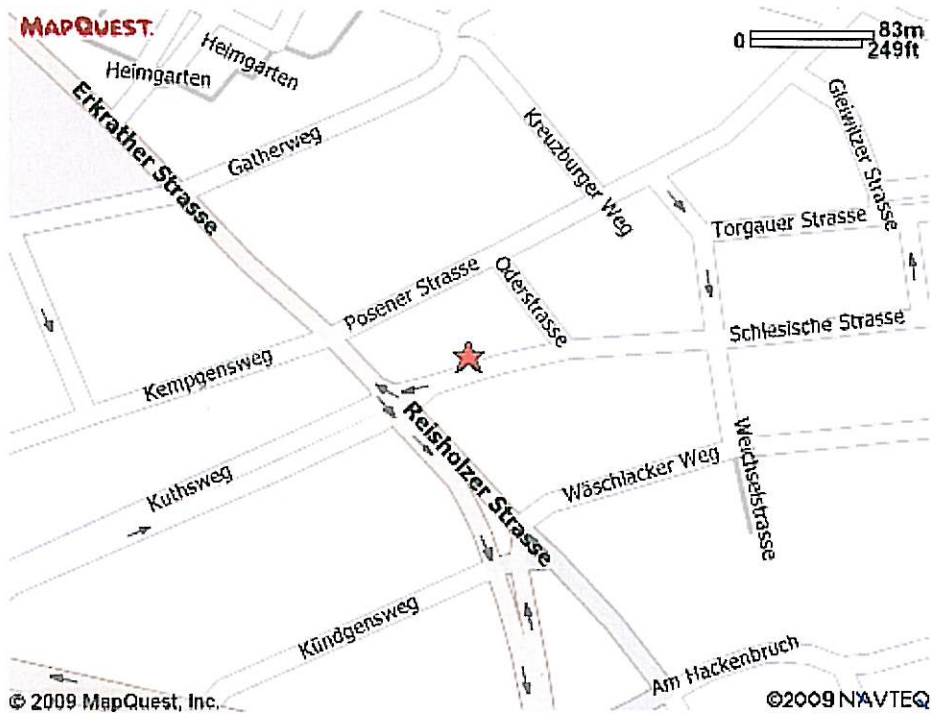 MAPQUEST.
0 83m
249ft
Heimgarten
Heimgarten
Erkrather Strasse
Gatherweg
Kreuzburger Weg
Gleiwitzer Strasse
Torgauer Strasse
Posener Strasse
Oderstrasse
Schlesische Strasse
Kempgensweg
Reisholzer Strasse
Kuthsweg
Wäschlacker Weg
Weichselstrasse
Kündgensweg
Am Hackenbruch
© 2009 MapQuest, Inc.
©2009 NAVTEQ